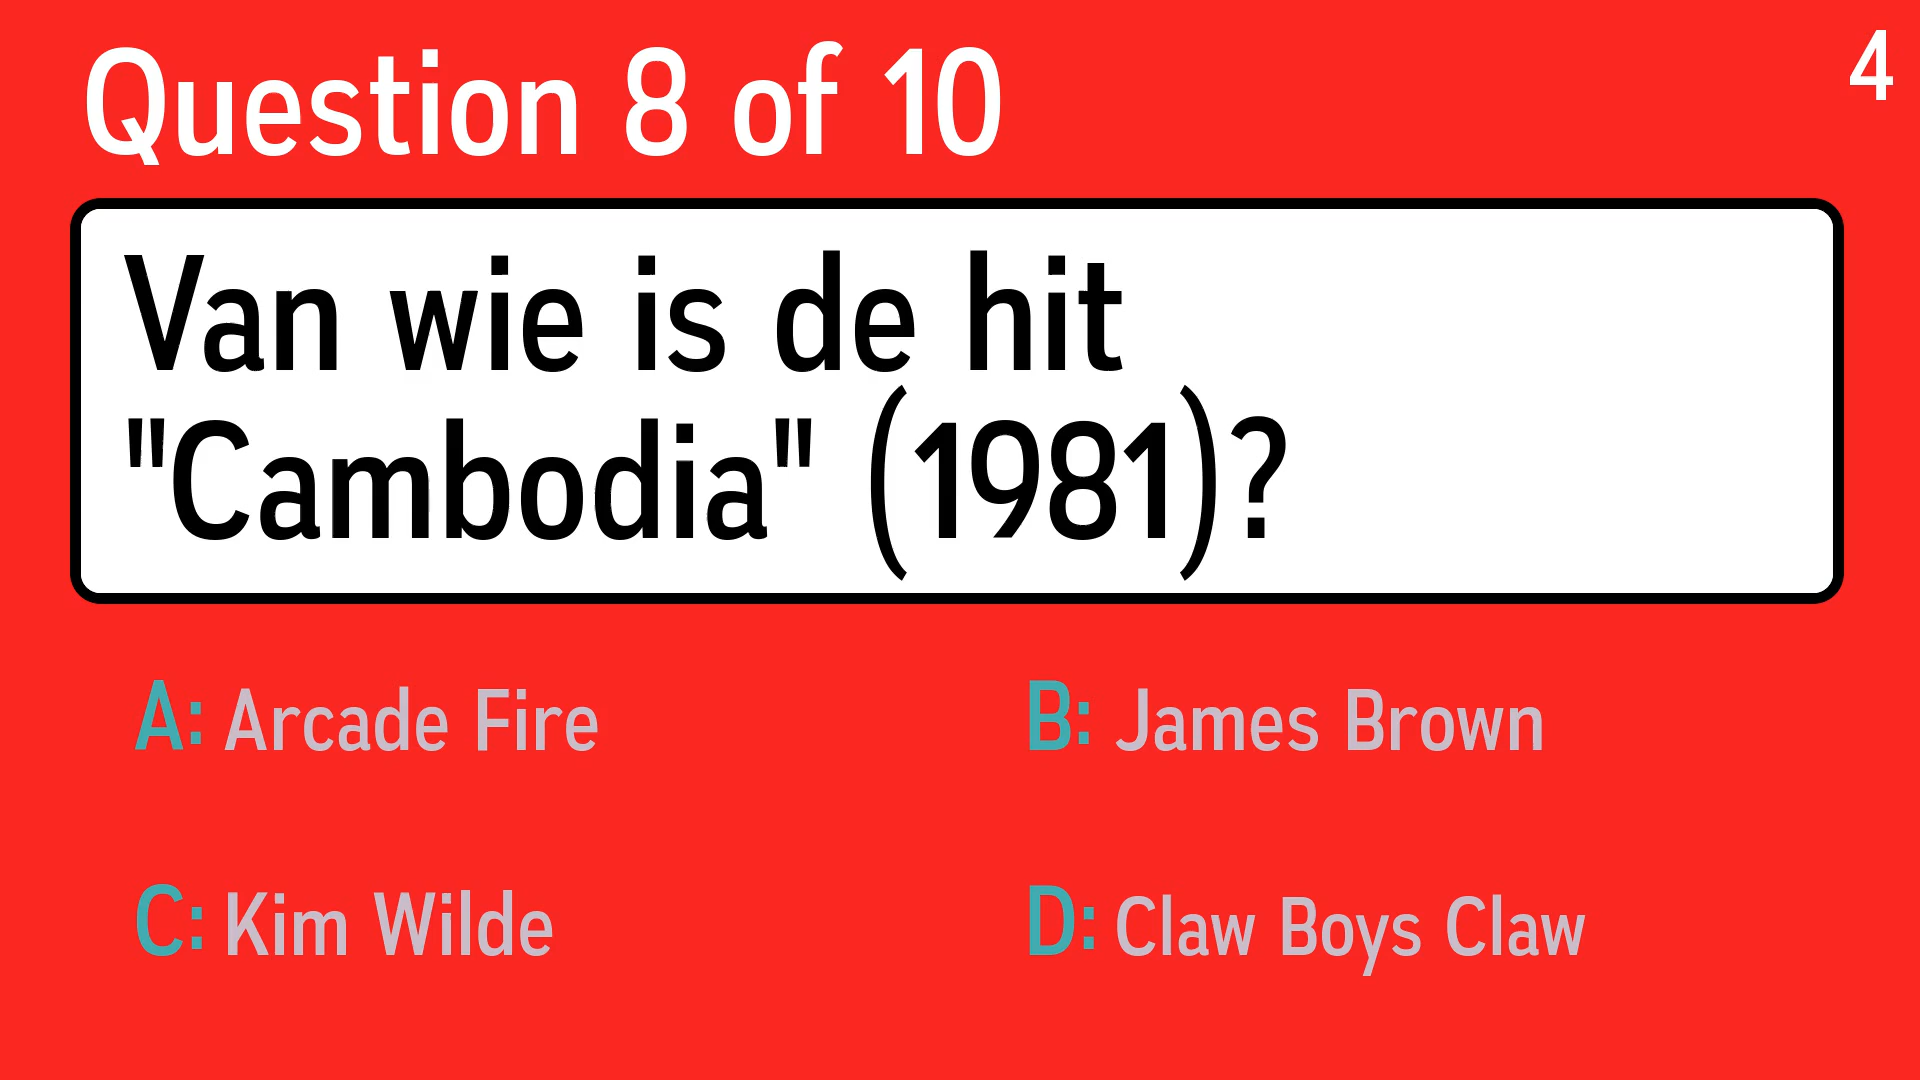 Question 8 of 10
4
Van wie is de hit
"Cambodia" (1981)?
A: Arcade Fire
B: James Brown
C: Kim Wilde
D: Claw Boys Claw